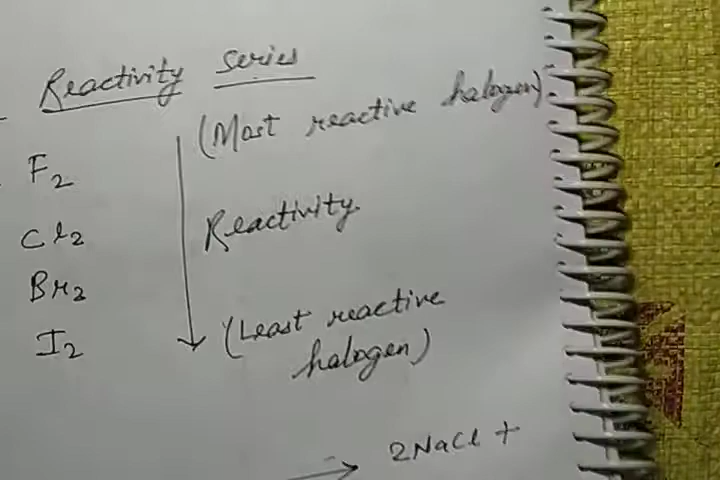 Reactivity series
(Most reactive halogen)
F₂
Reactivity
Cl₂
Br₂
I₂
(Least reactive
halogen)
2NaCl +